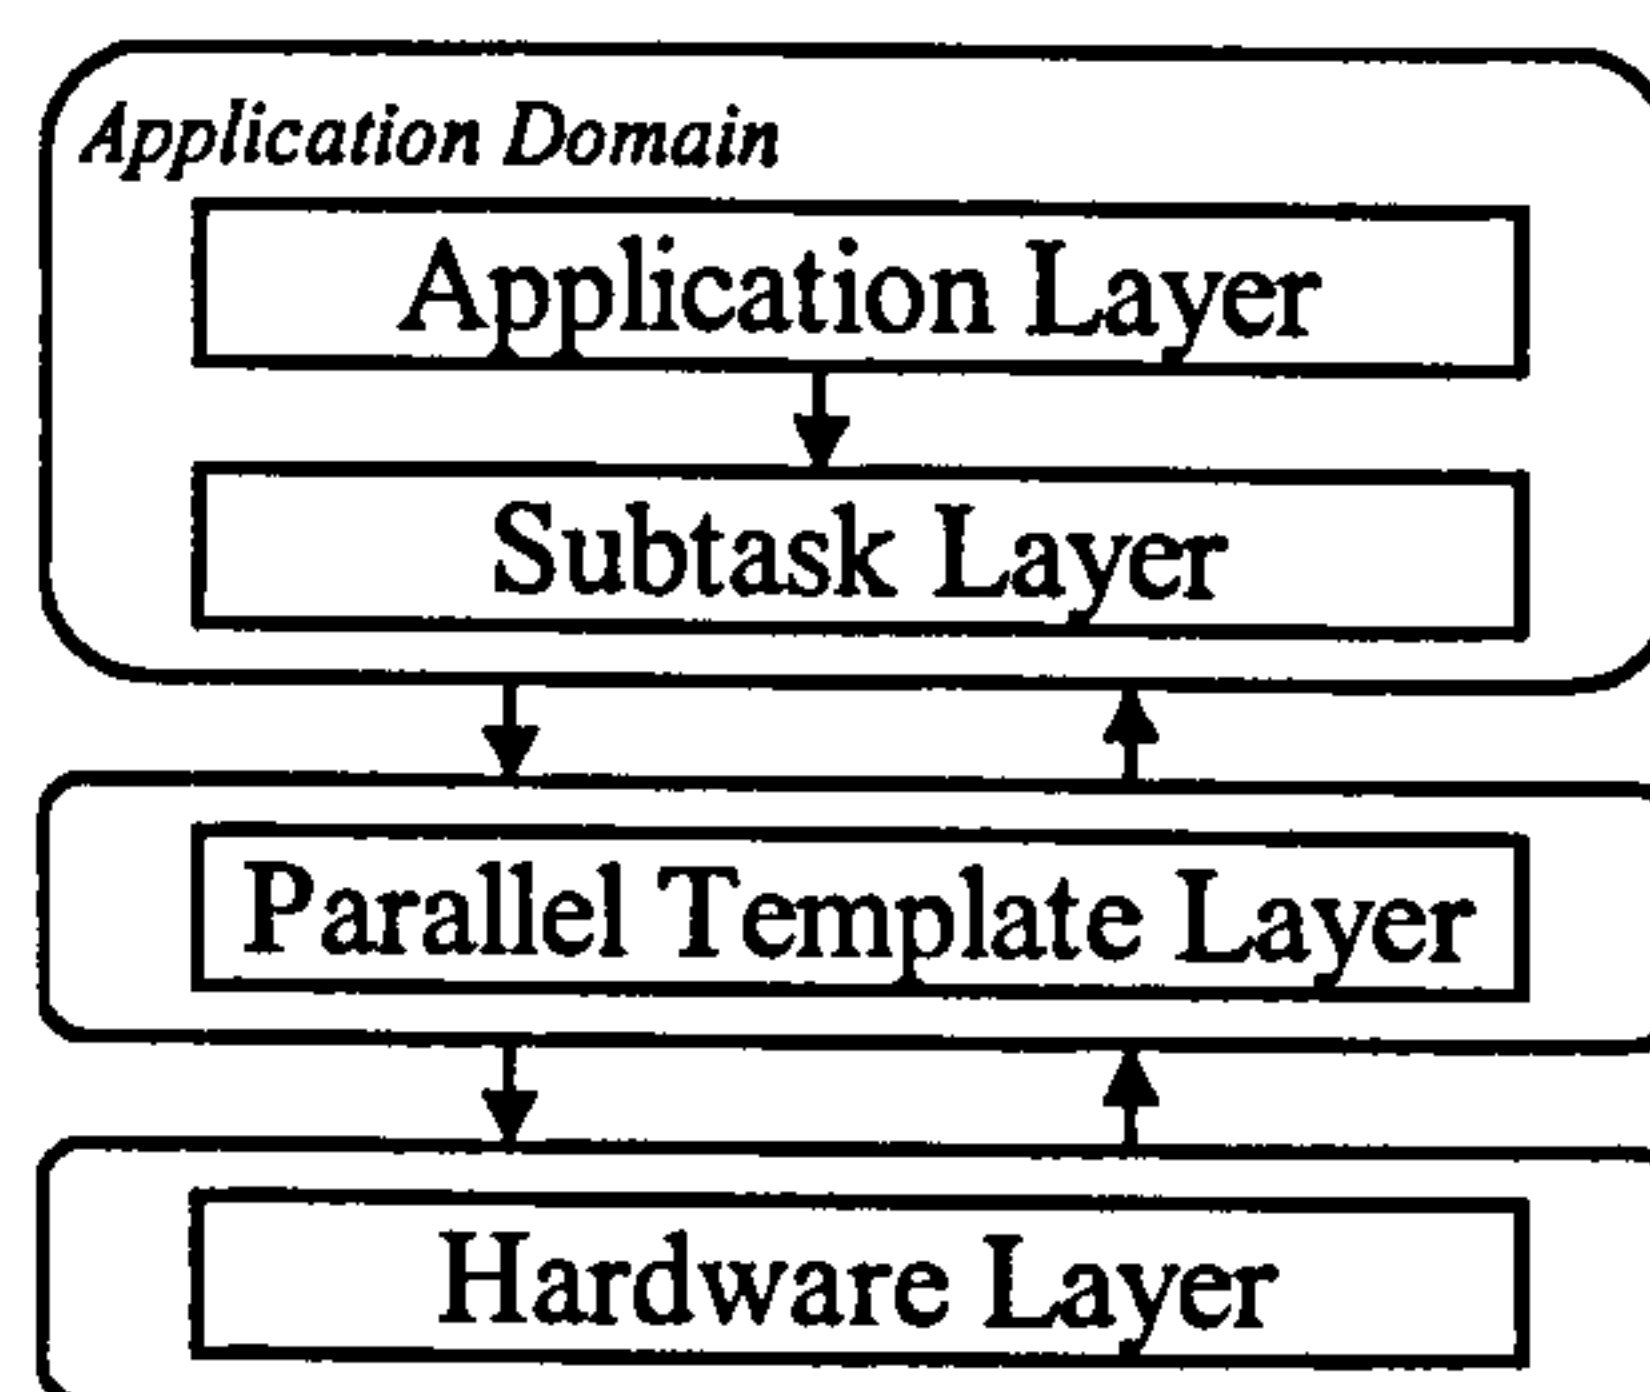 Application Domain
Application Layer
Subtask Layer
Parallel Template Layer
Hardware Layer